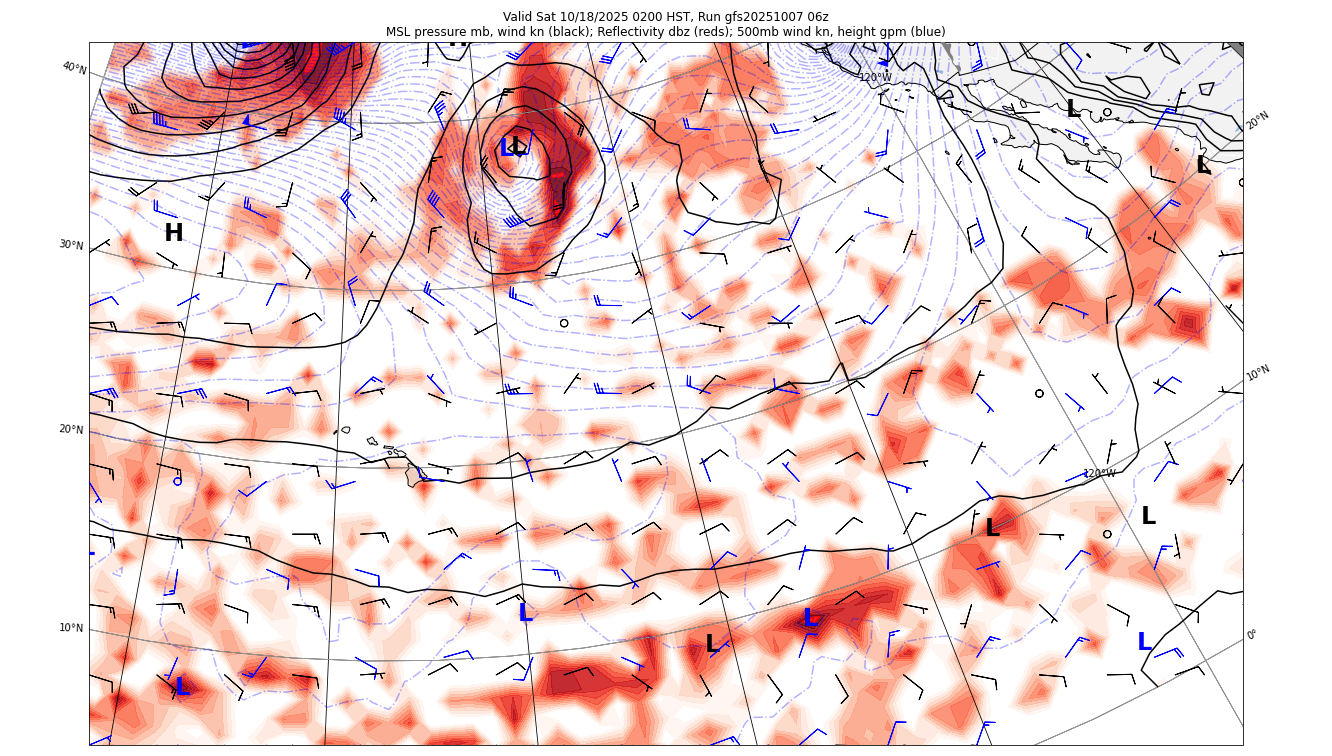 Valid Sat 10/18/2025 0200 HST, Run gfs20251007 06z
MSL pressure mb, wind kn (black); Reflectivity dbz (reds); 500mb wind kn, height gpm (blue)
H
40°N
120°W
L
20°N
L L
L
H
30°N
10°N
20°N
120°W
L
L
L
L
10°N
L
L
0°
L